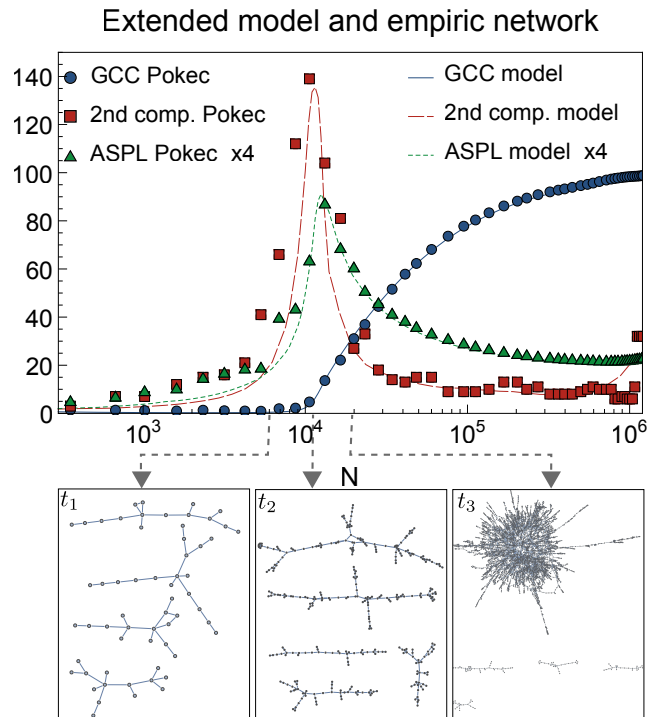 Extended model and empiric network
140
120
100
80
60
40
20
0
GCC Pokec
2nd comp. Pokec
ASPL Pokec x4
GCC model
2nd comp. model
ASPL model x4
10³ 10⁴ 10⁵ 10⁶
N
t₁ t₂ t₃